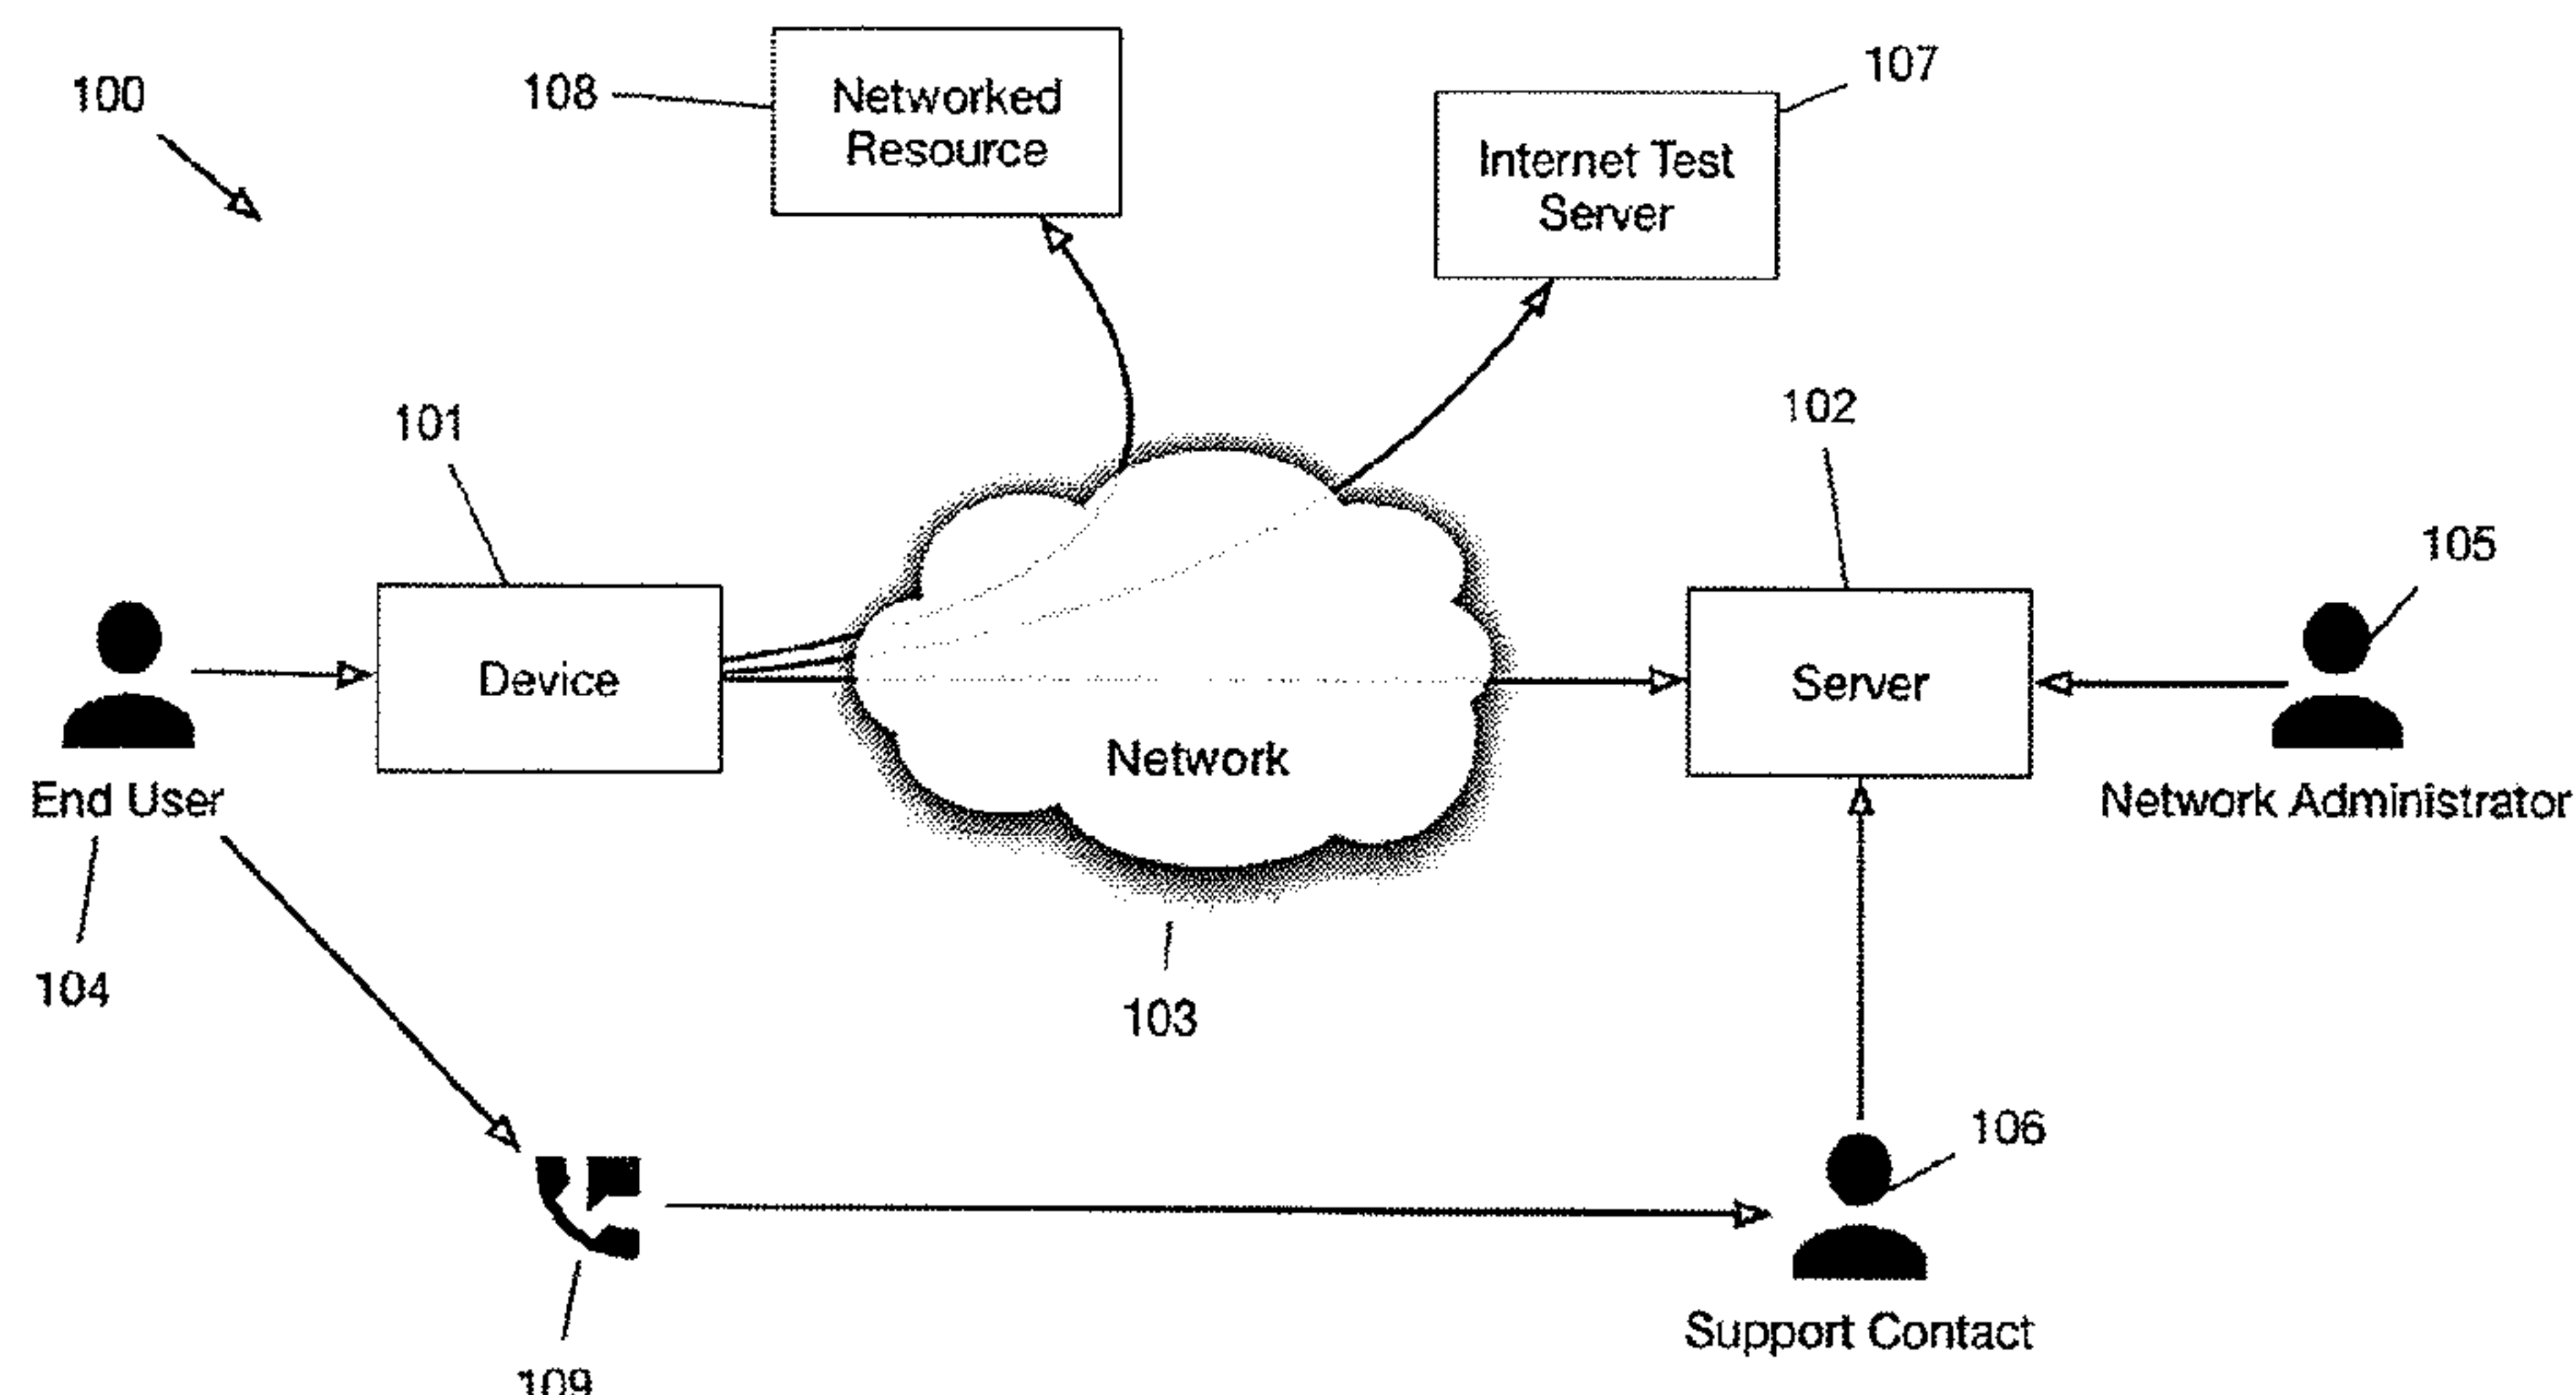 100
108
Networked
Resource
107
Internet Test
Server
101
102
105
Device
Server
Network
End User
Network Administrator
104
103
106
109
Support Contact